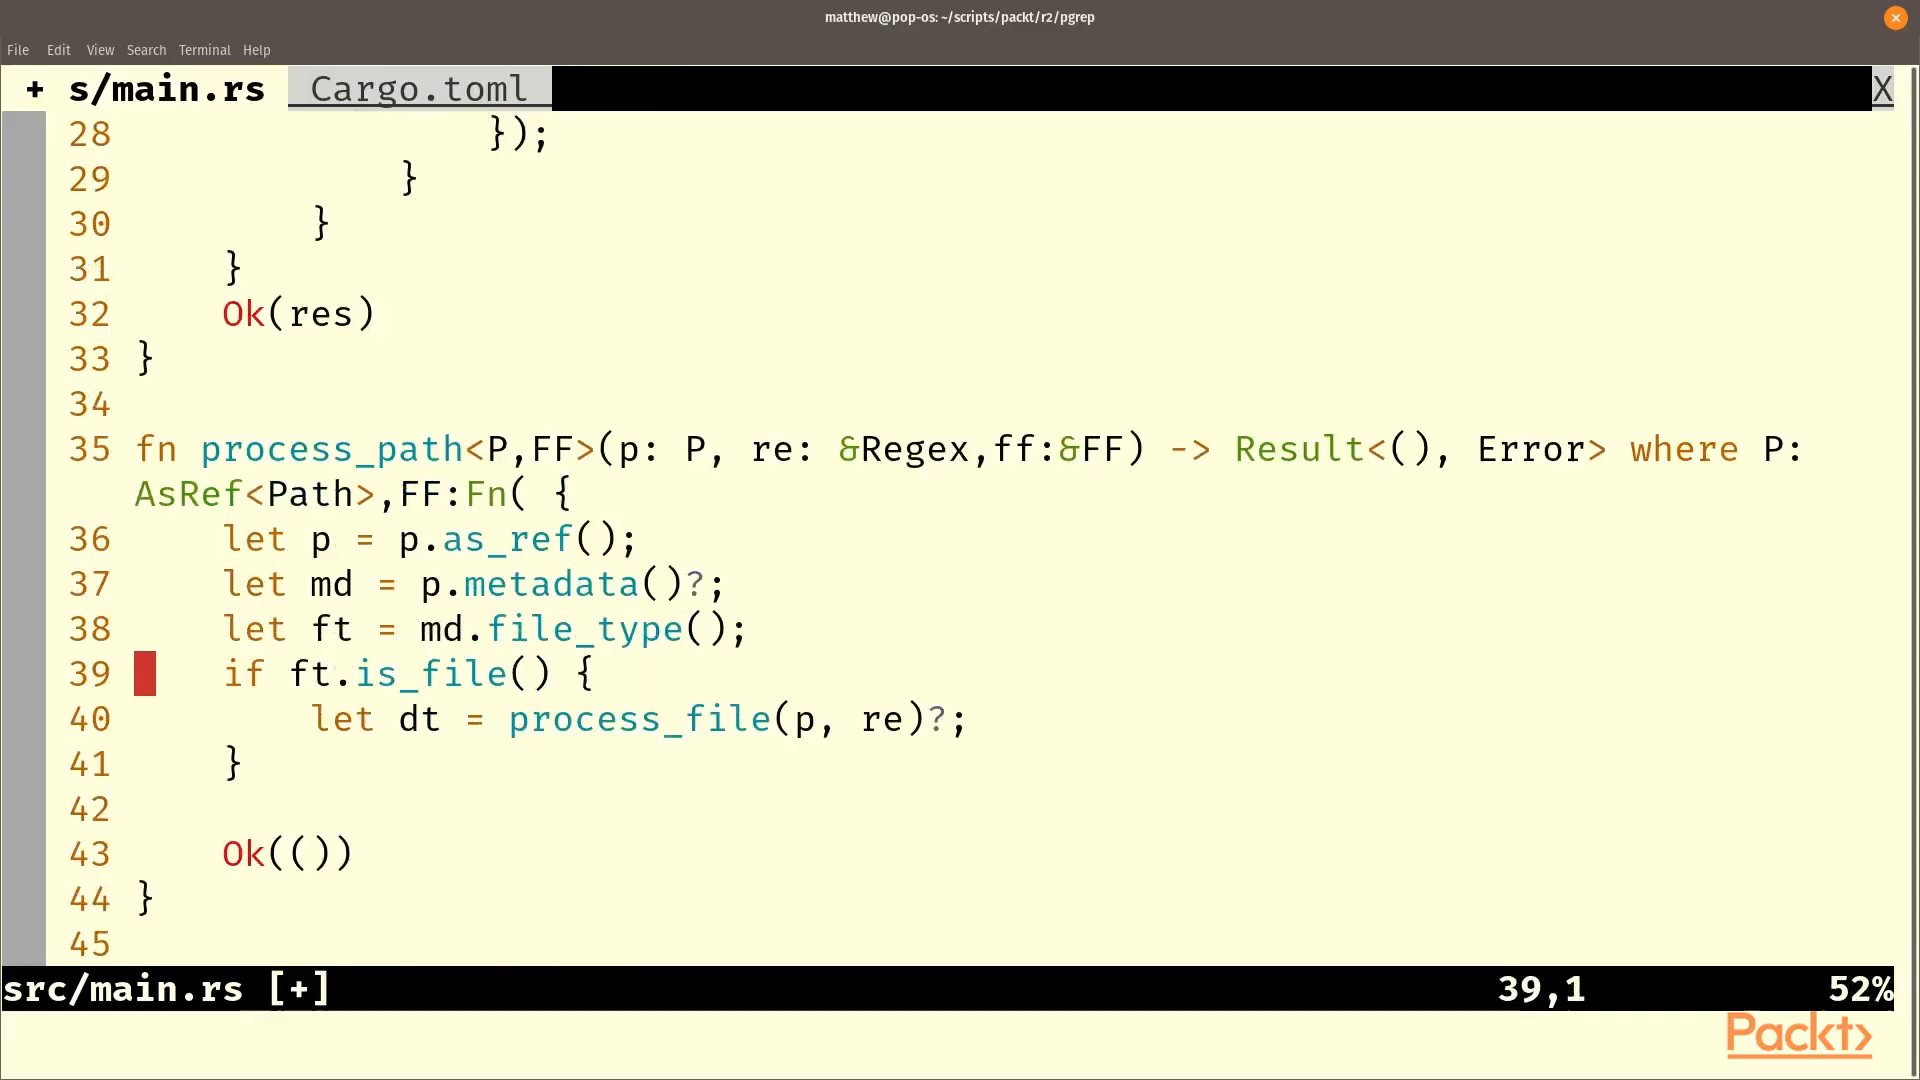 matthew@pop-os: ~/scripts/packt/r2/pgrep
File Edit View Search Terminal Help
+ s/main.rs Cargo.toml X
28 });
29 }
30 }
31 }
32 Ok(res)
33 }
34
35 fn process_path<P,FF>(p: P, re: &Regex,ff:&FF) -> Result<(), Error> where P:
AsRef<Path>,FF:Fn( {
36 let p = p.as_ref();
37 let md = p.metadata()?;
38 let ft = md.file_type();
39 if ft.is_file() {
40 let dt = process_file(p, re)?;
41 }
42
43 Ok(())
44 }
45
src/main.rs [+] 39,1 52%
Packt>